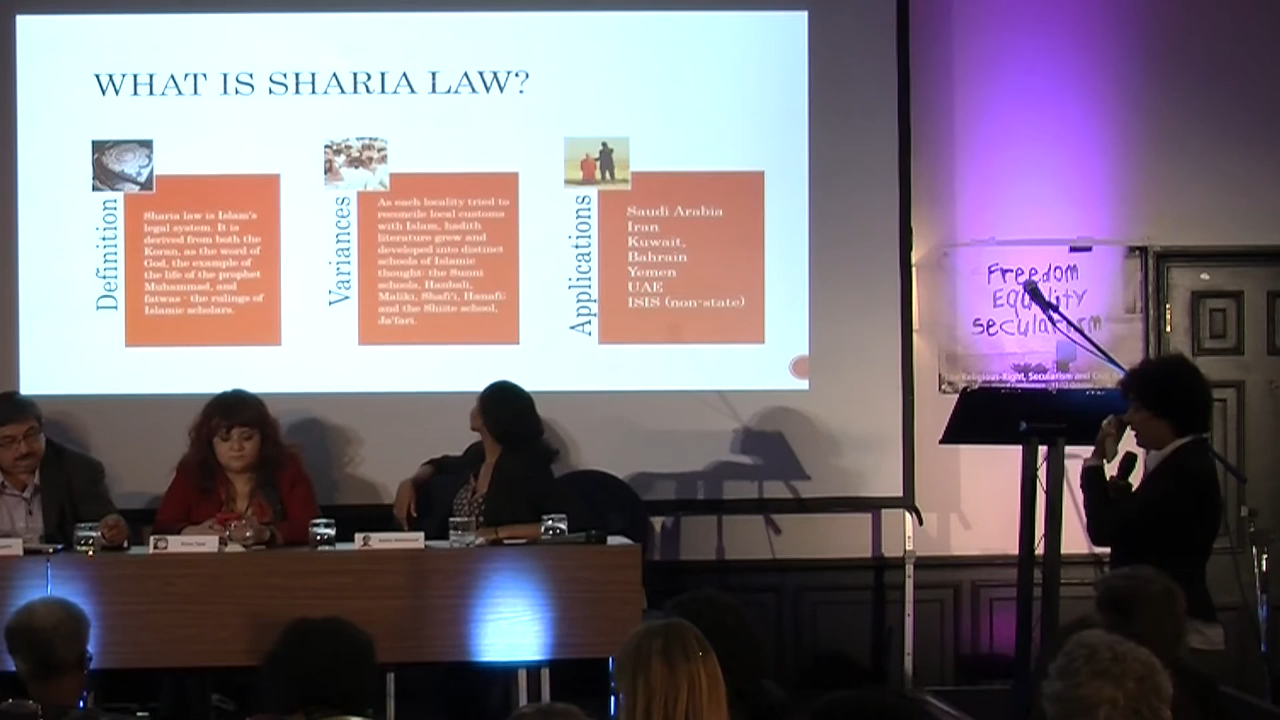 WHAT IS SHARIA LAW?
Definition
Sharia law is Islam's
legal system. It is
derived from both the
Koran, as the word of
God, the example of
the life of the prophet
Muhammad, and
fatwas - the rulings of
Islamic scholars.
Variances
As each locality tried to
reconcile local customs
with Islam, hadith
literature grew and
developed into distinct
schools of Islamic
thought: the Sunni
schools, Hanbali,
Maliki, Shafi'i, Hanafi;
and the Shiite school,
Ja'fari.
Applications
Saudi Arabia
Iran
Kuwait,
Bahrain
Yemen
UAE
ISIS (non-state)
Freedom
Equality
Secularism
Religious-Right, Secularism and